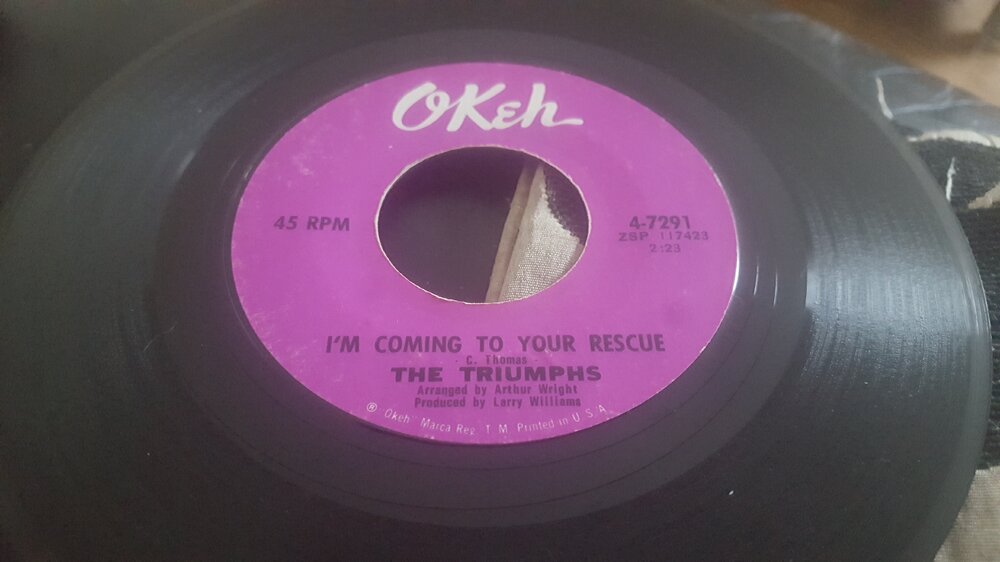 OKeh
45 RPM
4-7291
ZSP 117423
2:23
I'M COMING TO YOUR RESCUE
- C. Thomas -
THE TRIUMPHS
Arranged by Arthur Wright
Produced by Larry Williams
® "Okeh" Marca Reg. T. M. Printed in U. S. A.